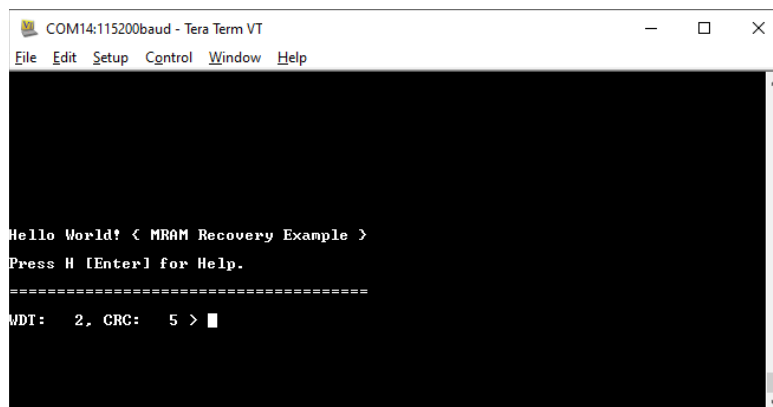 COM14:115200baud - Tera Term VT
File Edit Setup Control Window Help
Hello World! { MRAM Recovery Example }
Press H [Enter] for Help.
======================================
WDT:   2, CRC:   5 >